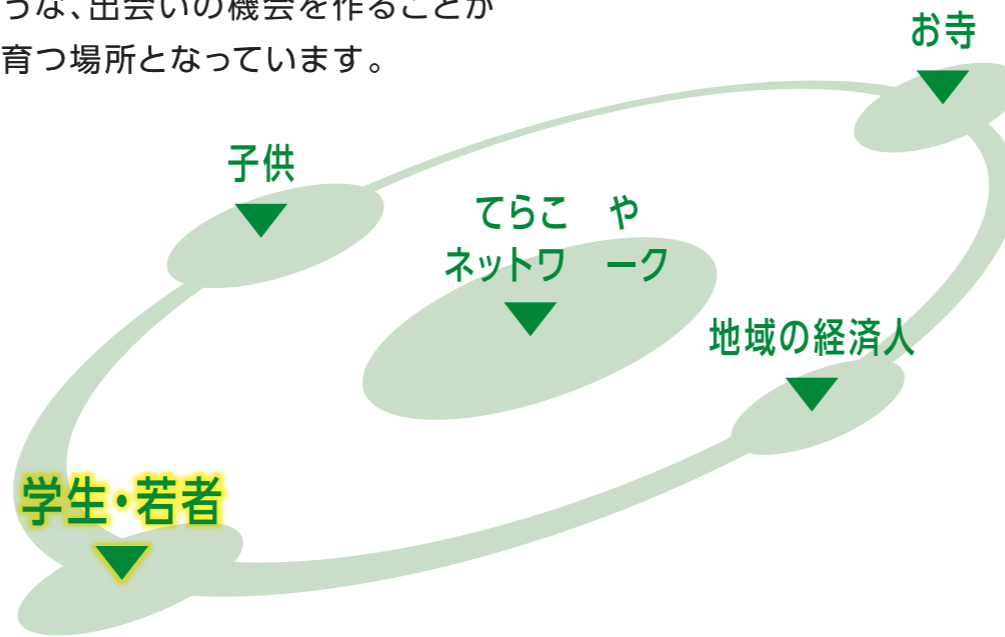 うな、出会いの機会を作ることが
育つ場所となっています。
お寺
子供
てらこ　や
ネットワ　ーク
地域の経済人
学生・若者